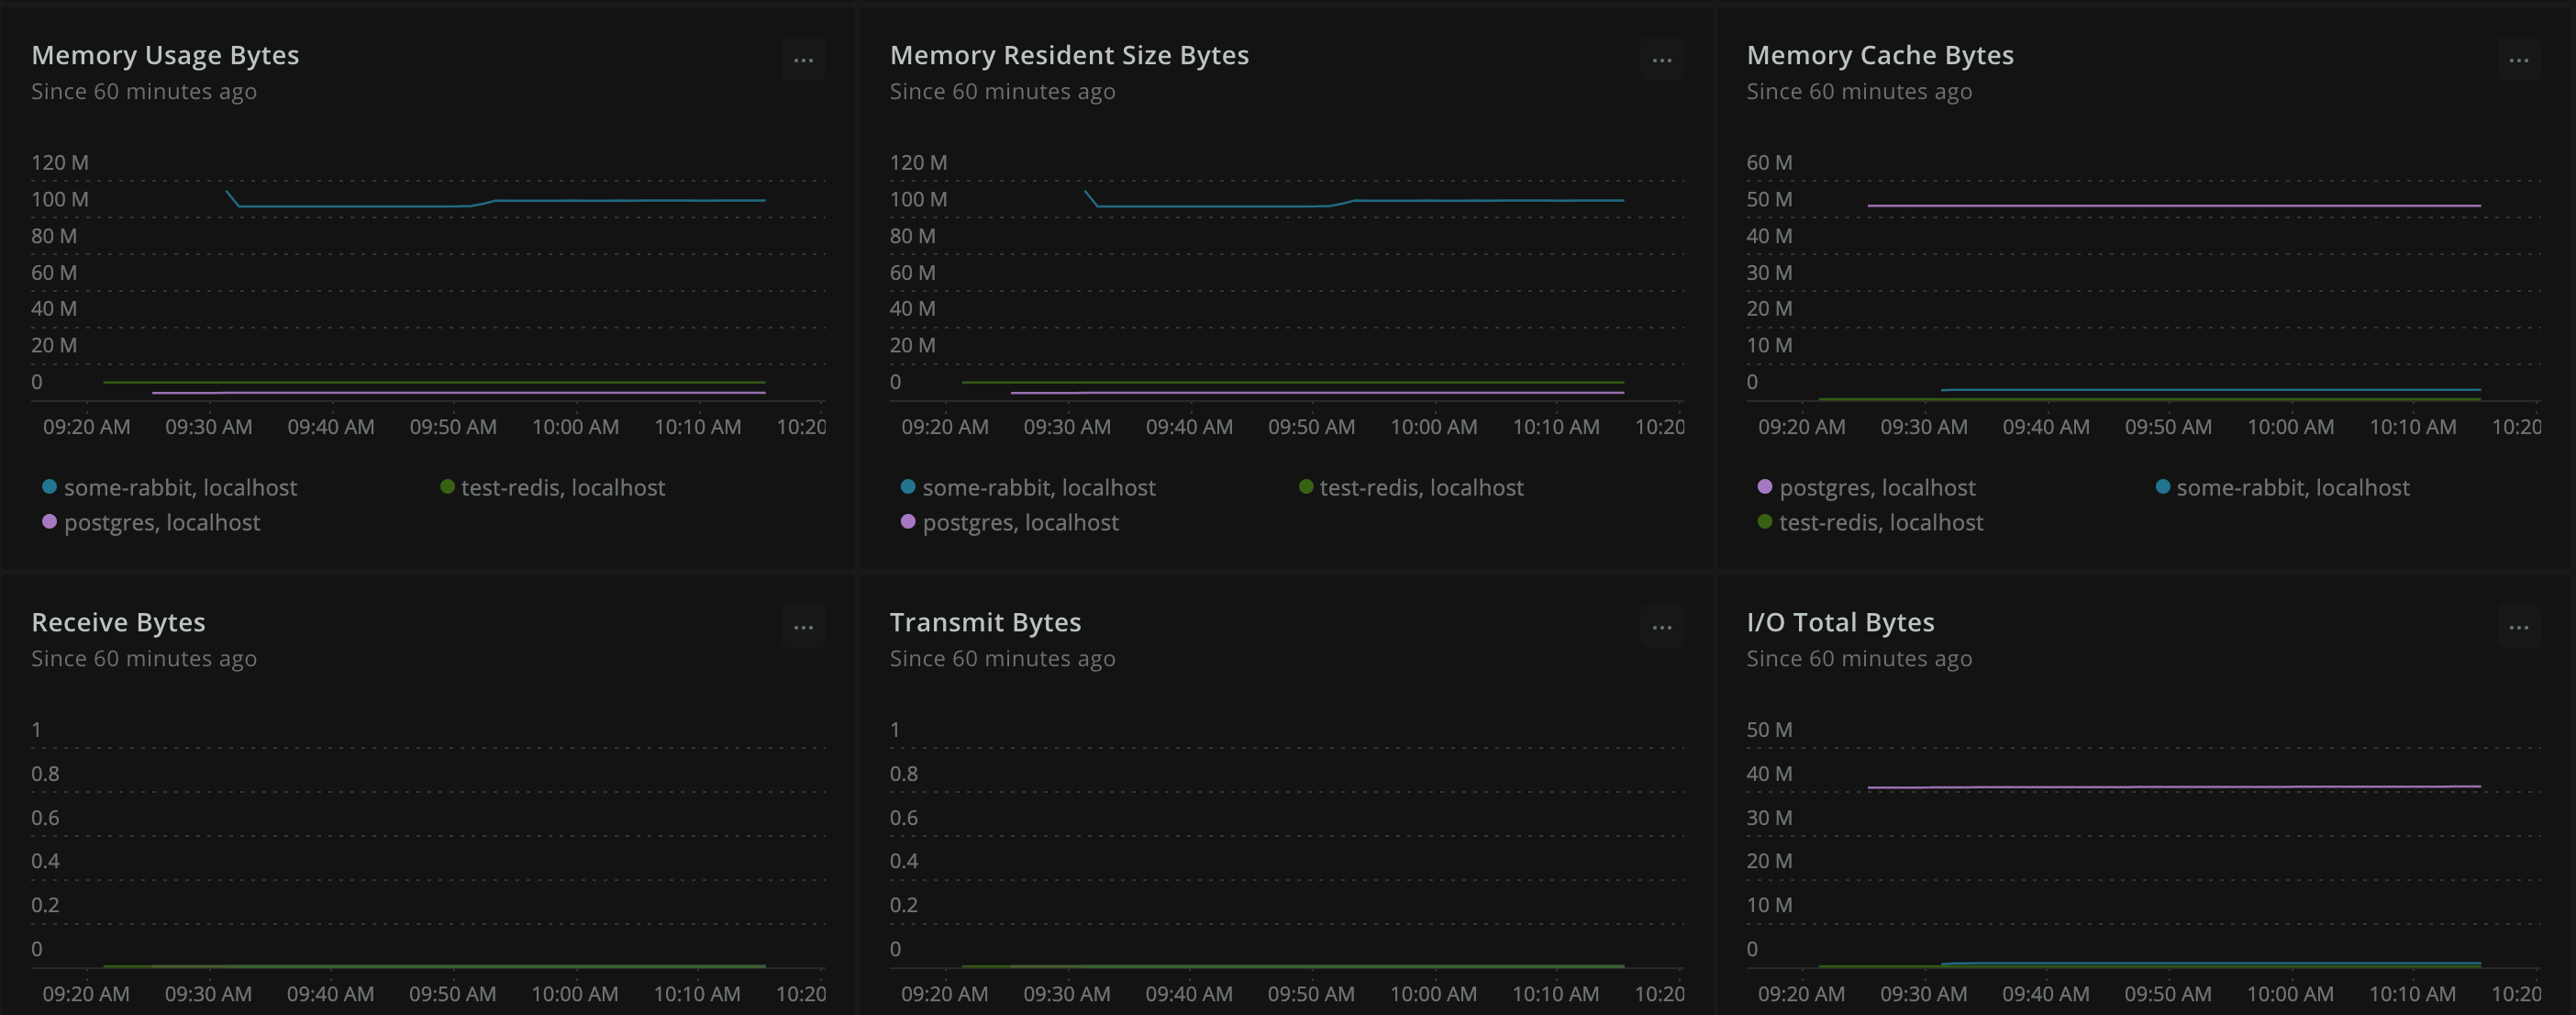 Memory Usage Bytes
...
Since 60 minutes ago
120 M
100 M
80 M
60 M
40 M
20 M
0
09:20 AM 09:30 AM 09:40 AM 09:50 AM 10:00 AM 10:10 AM 10:20
some-rabbit, localhost test-redis, localhost
postgres, localhost
Memory Resident Size Bytes
...
Since 60 minutes ago
120 M
100 M
80 M
60 M
40 M
20 M
0
09:20 AM 09:30 AM 09:40 AM 09:50 AM 10:00 AM 10:10 AM 10:20
some-rabbit, localhost test-redis, localhost
postgres, localhost
Memory Cache Bytes
...
Since 60 minutes ago
60 M
50 M
40 M
30 M
20 M
10 M
0
09:20 AM 09:30 AM 09:40 AM 09:50 AM 10:00 AM 10:10 AM 10:20
postgres, localhost some-rabbit, localhost
test-redis, localhost
Receive Bytes
...
Since 60 minutes ago
1
0.8
0.6
0.4
0.2
0
09:20 AM 09:30 AM 09:40 AM 09:50 AM 10:00 AM 10:10 AM 10:20
Transmit Bytes
...
Since 60 minutes ago
1
0.8
0.6
0.4
0.2
0
09:20 AM 09:30 AM 09:40 AM 09:50 AM 10:00 AM 10:10 AM 10:20
I/O Total Bytes
...
Since 60 minutes ago
50 M
40 M
30 M
20 M
10 M
0
09:20 AM 09:30 AM 09:40 AM 09:50 AM 10:00 AM 10:10 AM 10:20